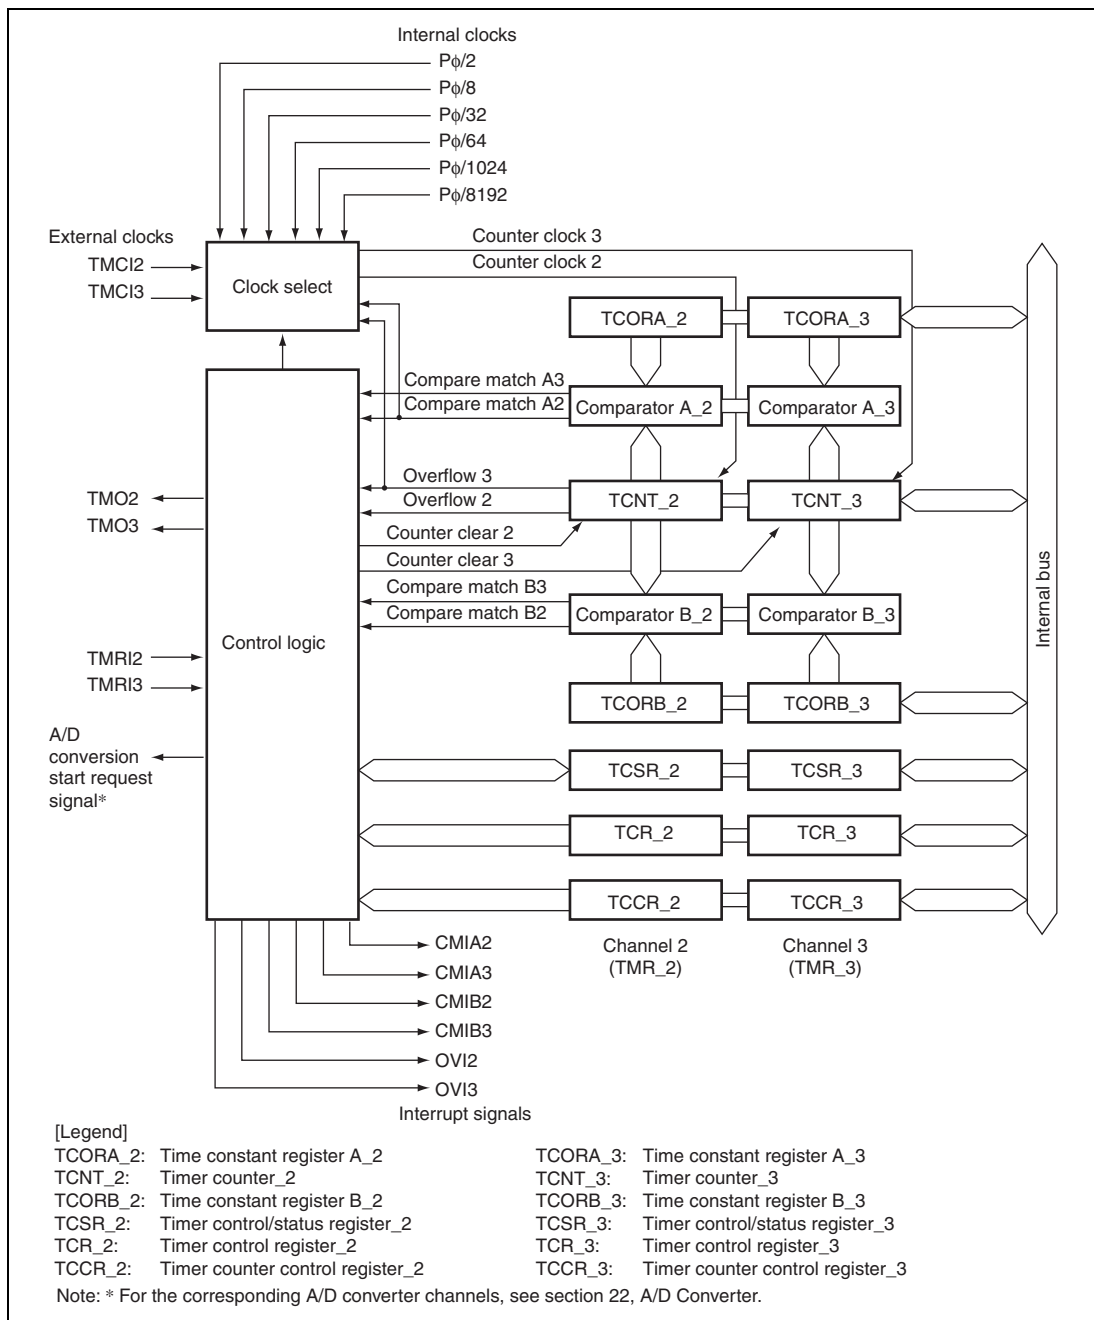 Internal clocks
Pϕ/2
Pϕ/8
Pϕ/32
Pϕ/64
Pϕ/1024
Pϕ/8192
External clocks
TMCI2
TMCI3
Clock select
Counter clock 3
Counter clock 2
TCORA_2
TCORA_3
Compare match A3
Compare match A2
Comparator A_2
Comparator A_3
TMO2
TMO3
Overflow 3
Overflow 2
TCNT_2
TCNT_3
Counter clear 2
Counter clear 3
Compare match B3
Compare match B2
Comparator B_2
Comparator B_3
Internal bus
Control logic
TMRI2
TMRI3
TCORB_2
TCORB_3
A/D
conversion
start request
signal*
TCSR_2
TCSR_3
TCR_2
TCR_3
TCCR_2
TCCR_3
Channel 2
(TMR_2)
Channel 3
(TMR_3)
CMIA2
CMIA3
CMIB2
CMIB3
OVI2
OVI3
Interrupt signals
[Legend]
TCORA_2: Time constant register A_2
TCNT_2: Timer counter_2
TCORB_2: Time constant register B_2
TCSR_2: Timer control/status register_2
TCR_2: Timer control register_2
TCCR_2: Timer counter control register_2
TCORA_3: Time constant register A_3
TCNT_3: Timer counter_3
TCORB_3: Time constant register B_3
TCSR_3: Timer control/status register_3
TCR_3: Timer control register_3
TCCR_3: Timer counter control register_3
Note: * For the corresponding A/D converter channels, see section 22, A/D Converter.